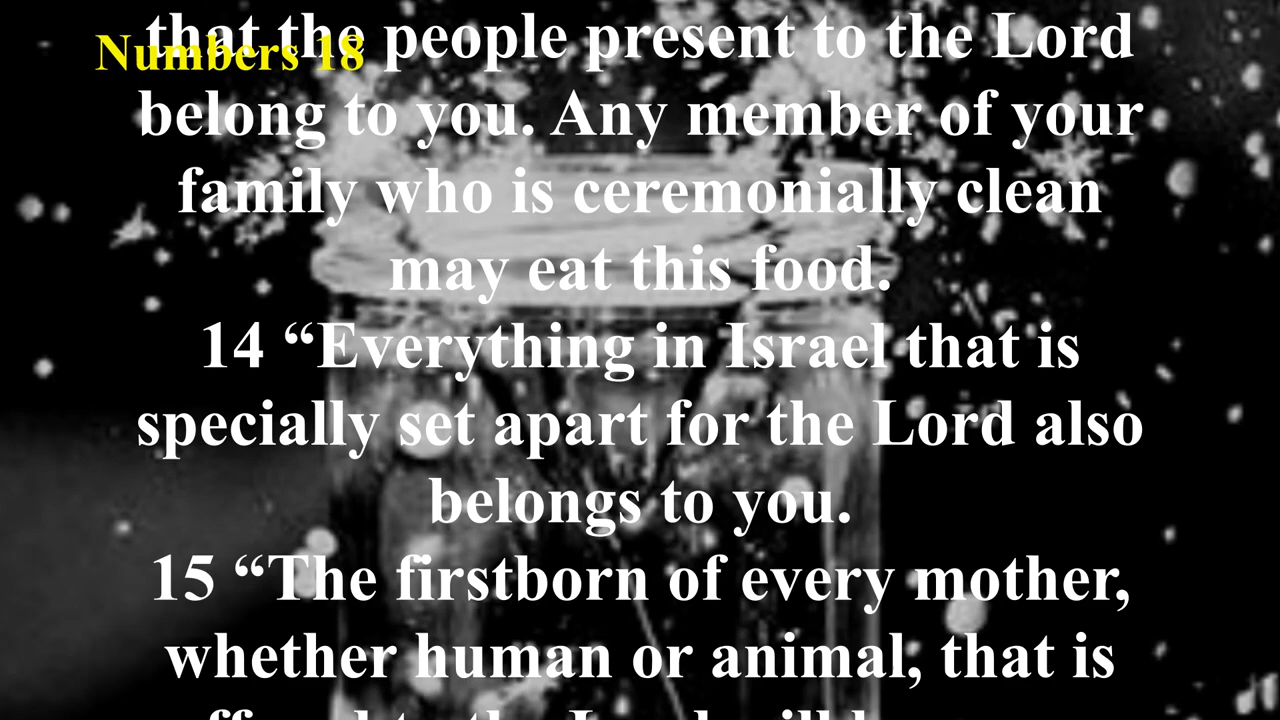 Numbers 18
that the people present to the Lord
belong to you. Any member of your
family who is ceremonially clean
may eat this food.
14 “Everything in Israel that is
specially set apart for the Lord also
belongs to you.
15 “The firstborn of every mother,
whether human or animal, that is